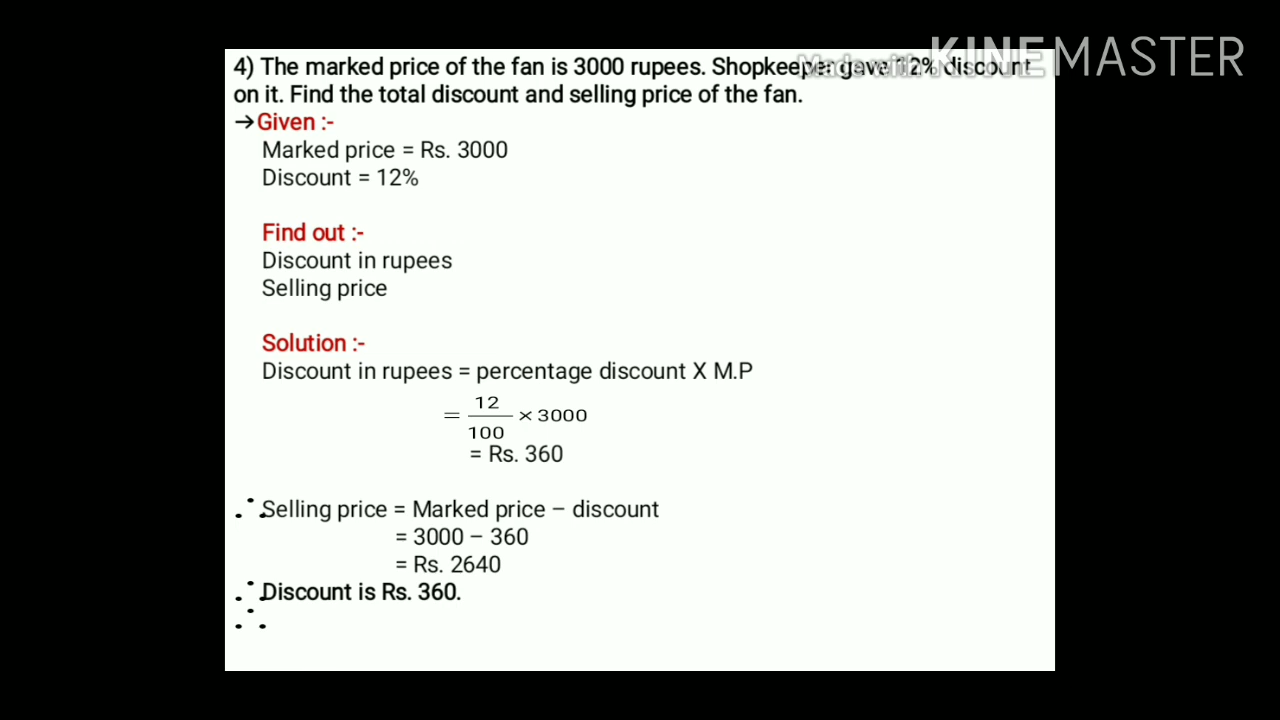 Made with KINEMASTER
4) The marked price of the fan is 3000 rupees. Shopkeeper gave 12% discount
on it. Find the total discount and selling price of the fan.
→Given :-
Marked price = Rs. 3000
Discount = 12%
Find out :-
Discount in rupees
Selling price
Solution :-
Discount in rupees = percentage discount X M.P
= 12/100 × 3000
= Rs. 360
∴ Selling price = Marked price – discount
= 3000 – 360
= Rs. 2640
∴ Discount is Rs. 360.
∴